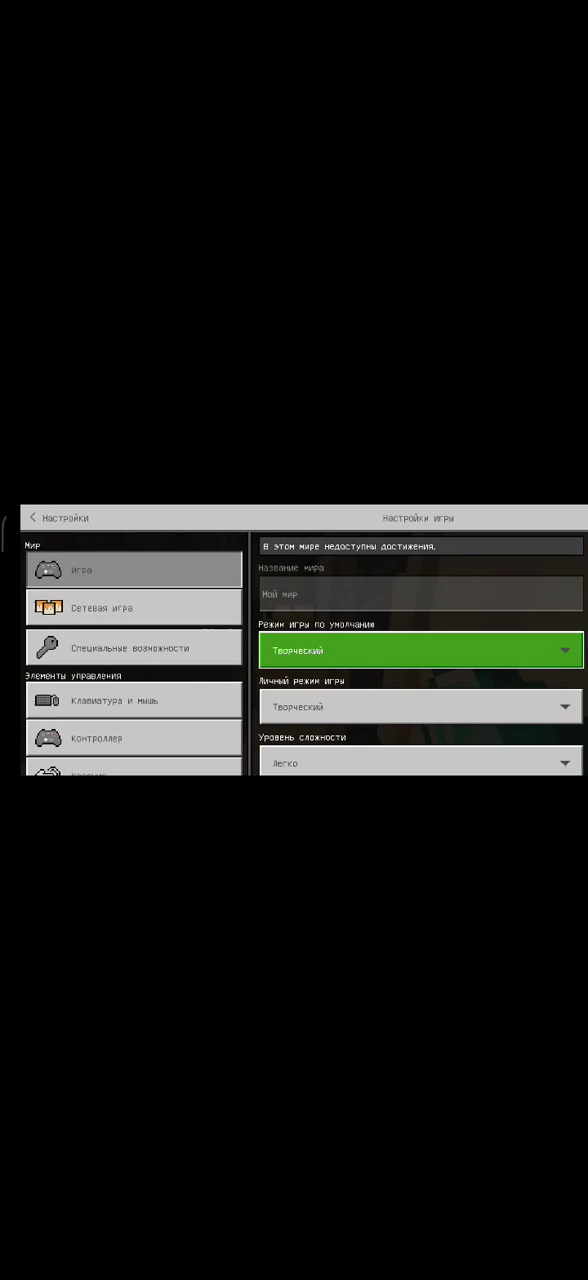 Настройки
Настройки игры
Мир
Игра
Сетевая игра
Специальные возможности
Элементы управления
Клавиатура и мышь
Контроллер
В этом мире недоступны достижения.
Название мира
Мой мир
Режим игры по умолчанию
Творческий
Личный режим игры
Творческий
Уровень сложности
Легко